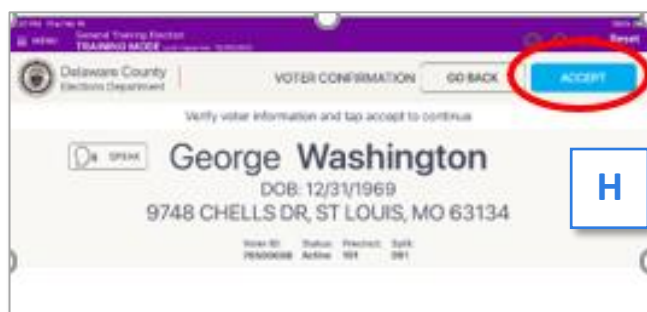 MENU
General Training Election
TRAINING MODE
Reset
Delaware County
Elections Department
VOTER CONFIRMATION
GO BACK
ACCEPT
Verify voter information and tap accept to continue
SPEAK
George Washington
DOB: 12/31/1969
9748 CHELLS DR, ST LOUIS, MO 63134
H
Voter ID: Status: Precinct: Split:
Active 101